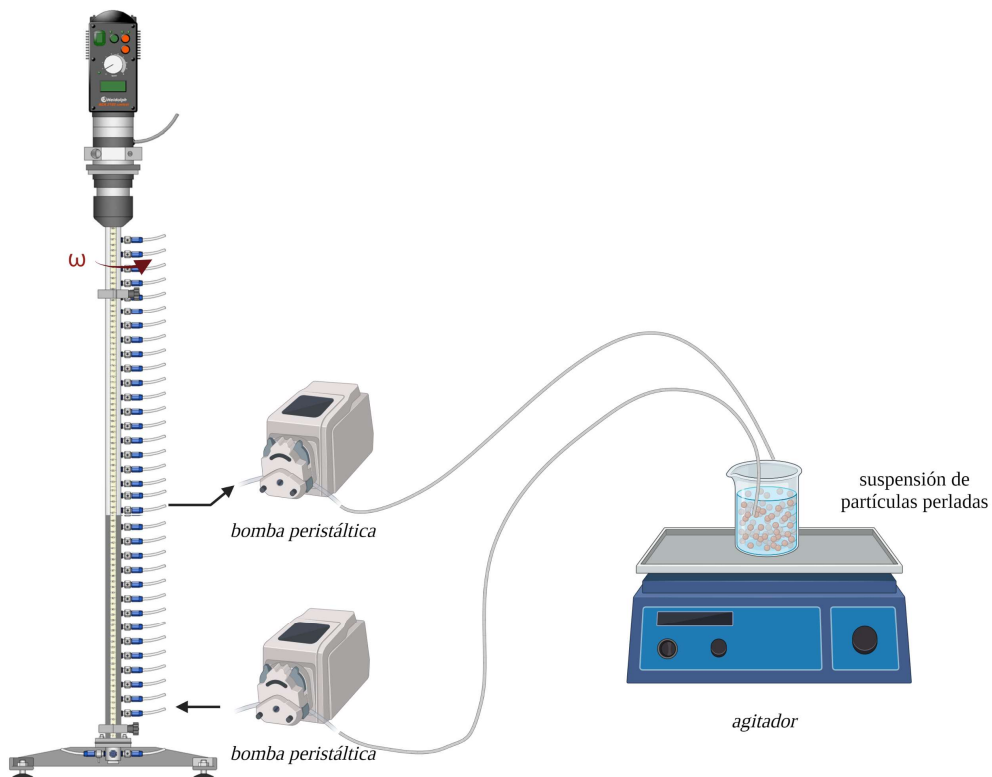 ω
bomba peristáltica
suspensión de
partículas perladas
bomba peristáltica
agitador